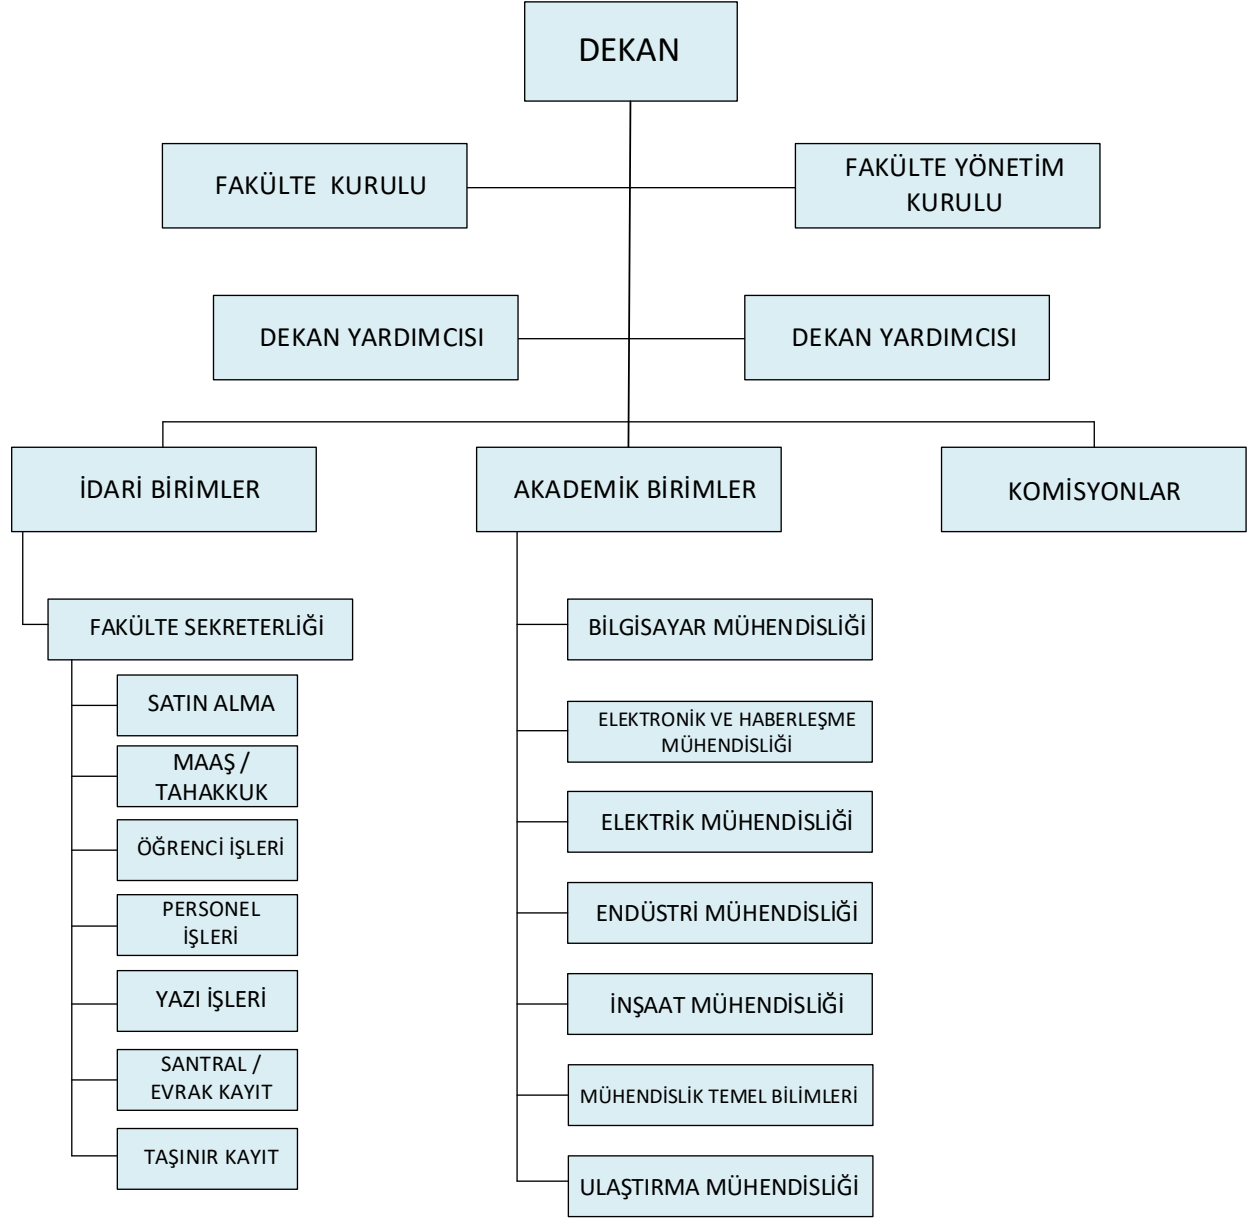 DEKAN
FAKÜLTE KURULU
FAKÜLTE YÖNETİM
KURULU
DEKAN YARDIMCISI
DEKAN YARDIMCISI
İDARİ BİRİMLER
AKADEMİK BİRİMLER
KOMİSYONLAR
FAKÜLTE SEKRETERLİĞİ
SATIN ALMA
MAAŞ /
TAHAKKUK
ÖĞRENCİ İŞLERİ
PERSONEL
İŞLERİ
YAZI İŞLERİ
SANTRAL /
EVRAK KAYIT
TAŞINIR KAYIT
BİLGİSAYAR MÜHENDİSLİĞİ
ELEKTRONİK VE HABERLEŞME
MÜHENDİSLİĞİ
ELEKTRİK MÜHENDİSLİĞİ
ENDÜSTRİ MÜHENDİSLİĞİ
İNŞAAT MÜHENDİSLİĞİ
MÜHENDİSLİK TEMEL BİLİMLERİ
ULAŞTIRMA MÜHENDİSLİĞİ